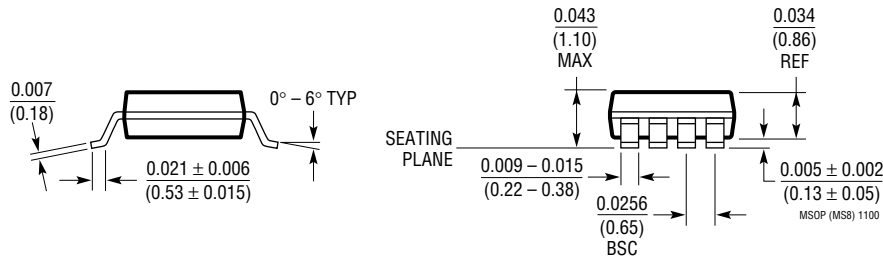 0.007
(0.18)
0.021 ± 0.006
(0.53 ± 0.015)
0° – 6° TYP
SEATING
PLANE
0.043
(1.10)
MAX
0.034
(0.86)
REF
0.009 – 0.015
(0.22 – 0.38)
0.0256
(0.65)
BSC
0.005 ± 0.002
(0.13 ± 0.05)
MSOP (MS8) 1100